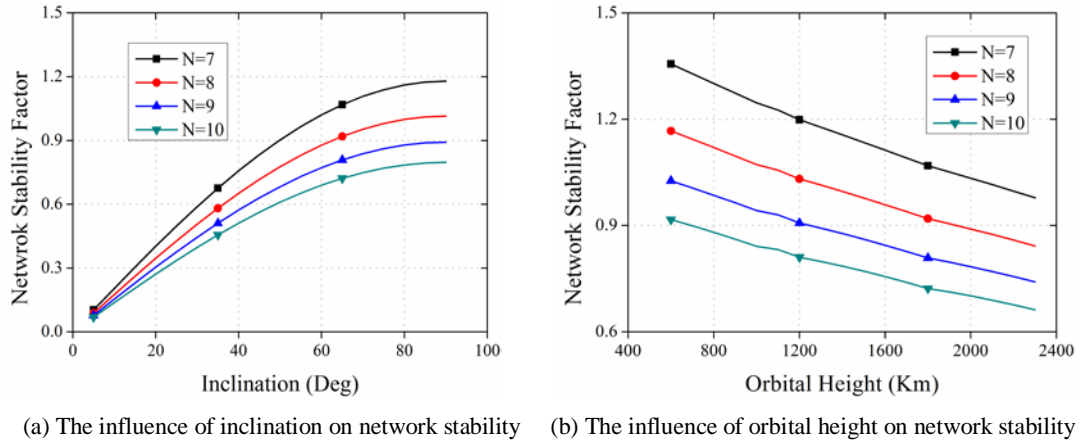 1.5
1.2
0.9
0.6
0.3
0.0
Netwrok Stability Factor
N=7
N=8
N=9
N=10
0 20 40 60 80 100
Inclination (Deg)
(a) The influence of inclination on network stability
1.5
1.2
0.9
0.6
Network Stability Factor
N=7
N=8
N=9
N=10
400 800 1200 1600 2000 2400
Orbital Height (Km)
(b) The influence of orbital height on network stability